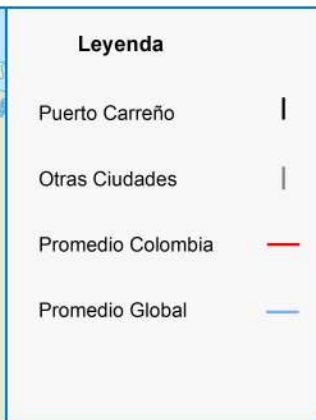 Leyenda
Puerto Carreño
Otras Ciudades
Promedio Colombia
Promedio Global